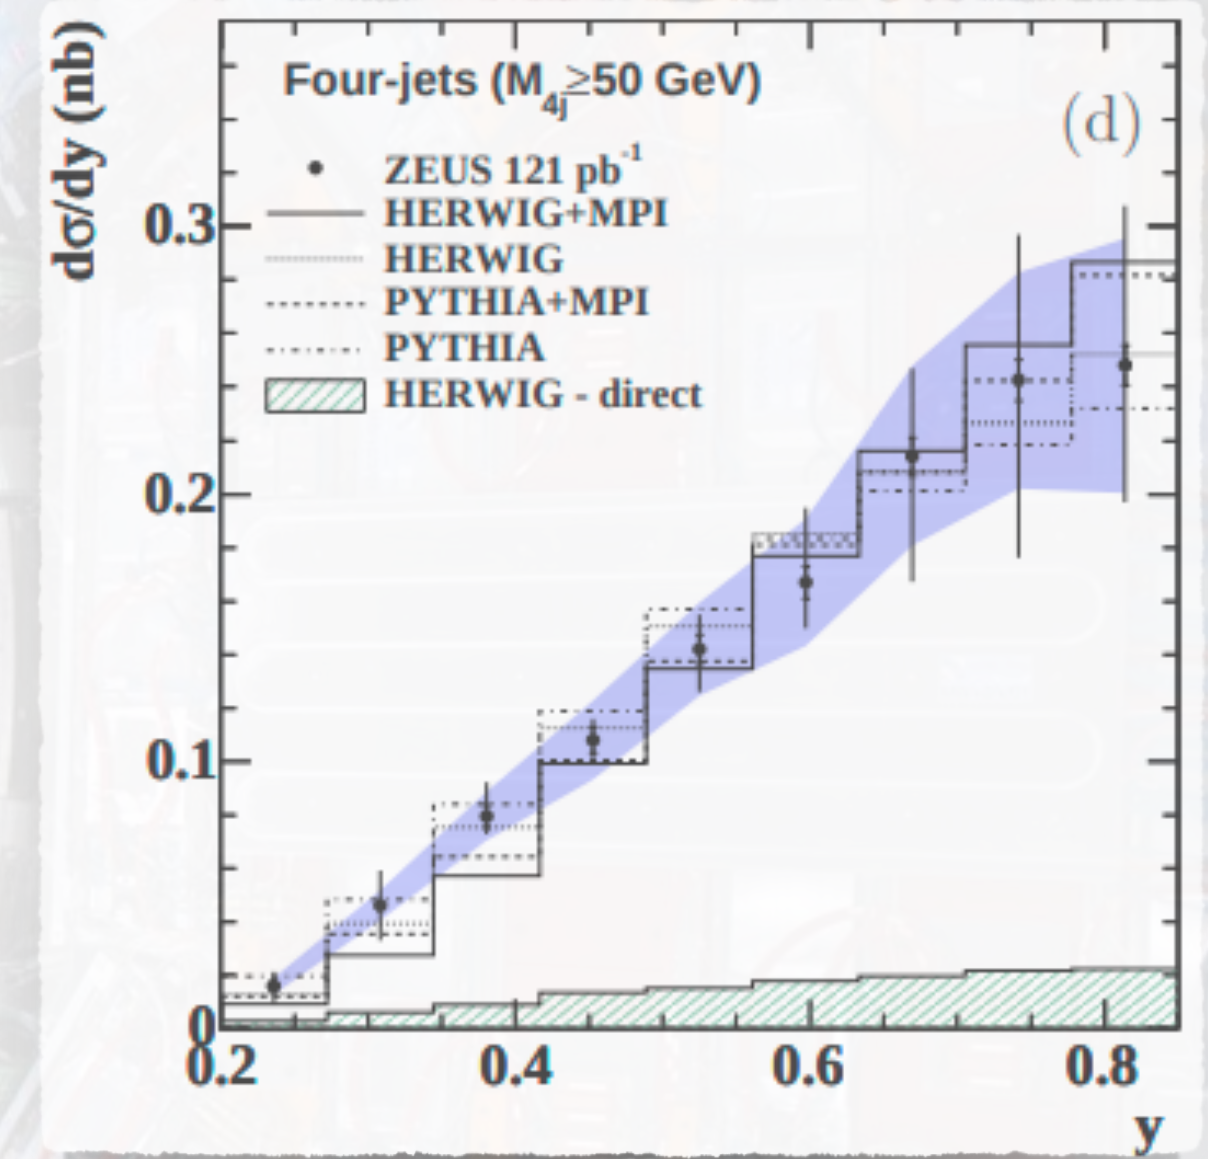 dσ/dy (nb)
Four-jets (M4j≥50 GeV)
(d)
ZEUS 121 pb-1
HERWIG+MPI
HERWIG
PYTHIA+MPI
PYTHIA
HERWIG - direct
0.3
0.2
0.1
0
0.2 0.4 0.6 0.8
y